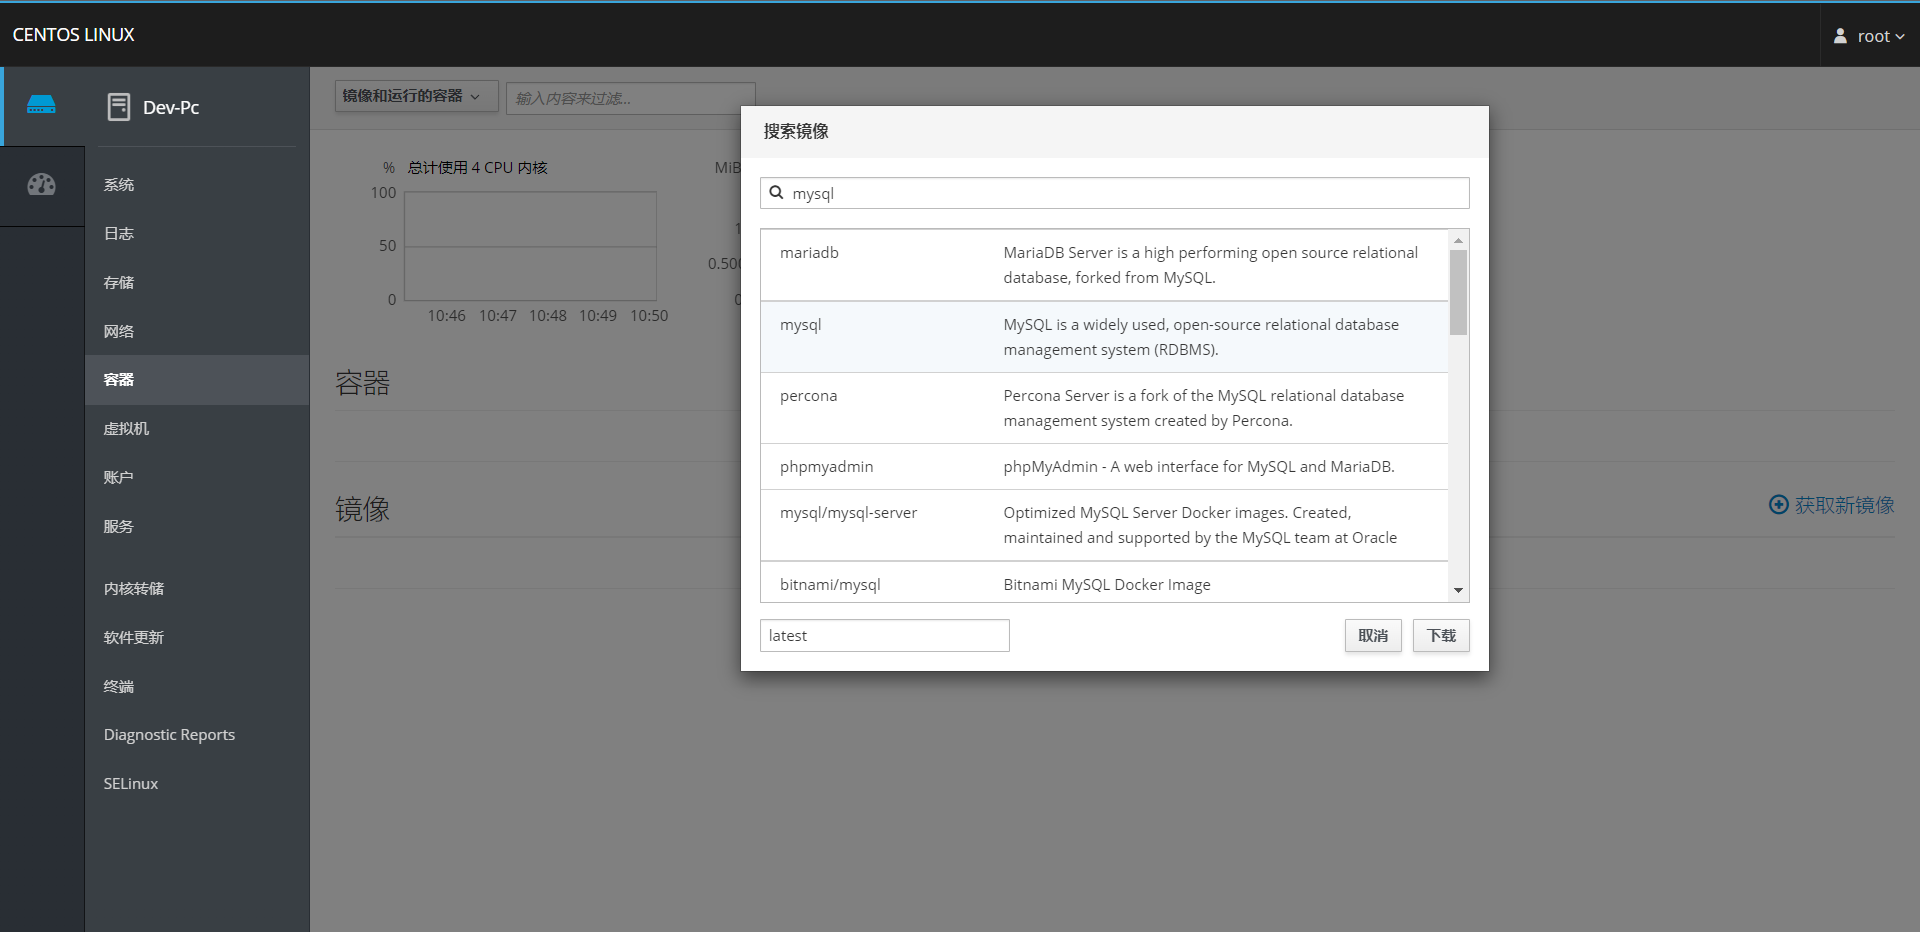 CENTOS LINUX
root
Dev-Pc
系统
日志
存储
网络
容器
虚拟机
账户
服务
内核转储
软件更新
终端
Diagnostic Reports
SELinux
镜像和运行的容器
输入内容来过滤...
% 总计使用 4 CPU 内核
100
50
0
10:46 10:47 10:48 10:49 10:50
MiB
1
0.500
0
容器
镜像
获取新镜像
搜索镜像
mysql
mariadb
MariaDB Server is a high performing open source relational
database, forked from MySQL.
mysql
MySQL is a widely used, open-source relational database
management system (RDBMS).
percona
Percona Server is a fork of the MySQL relational database
management system created by Percona.
phpmyadmin
phpMyAdmin - A web interface for MySQL and MariaDB.
mysql/mysql-server
Optimized MySQL Server Docker images. Created,
maintained and supported by the MySQL team at Oracle
bitnami/mysql
Bitnami MySQL Docker Image
latest
取消
下载